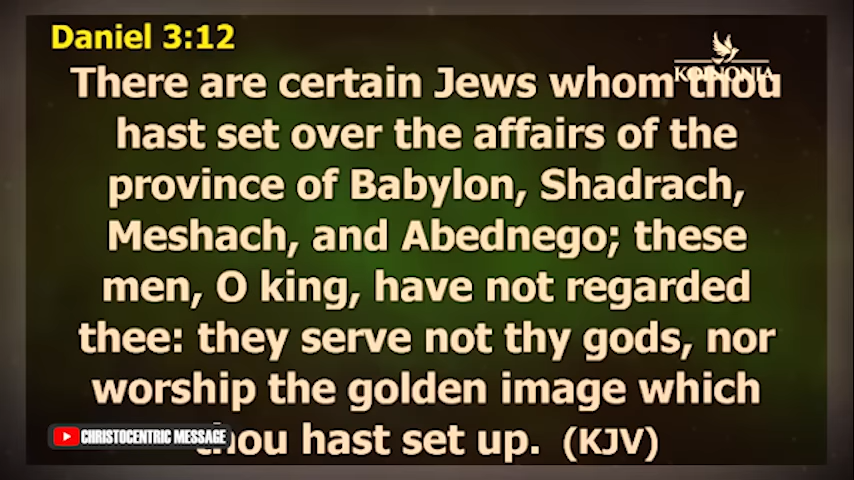 Daniel 3:12
KOINONIA
There are certain Jews whom thou
hast set over the affairs of the
province of Babylon, Shadrach,
Meshach, and Abednego; these
men, O king, have not regarded
thee: they serve not thy gods, nor
worship the golden image which
thou hast set up. (KJV)
CHRISTOCENTRIC MESSAGE